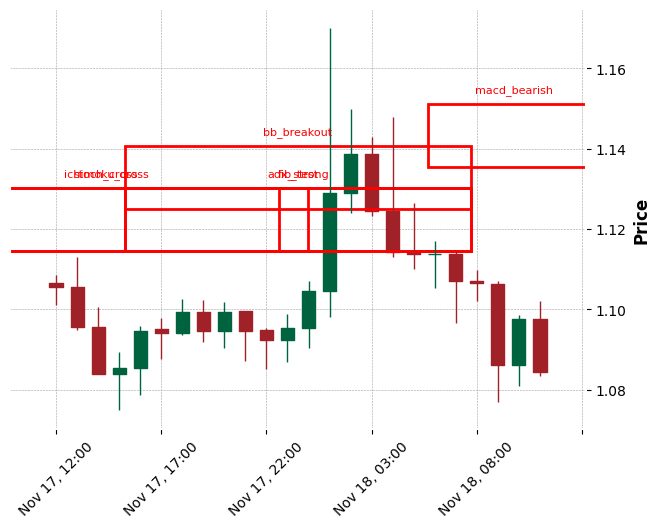 macd_bearish
bb_breakout
1.16
1.14
1.12
1.10
1.08
Price
Nov 17, 12:00
Nov 17, 17:00
Nov 17, 22:00
Nov 18, 03:00
Nov 18, 08:00